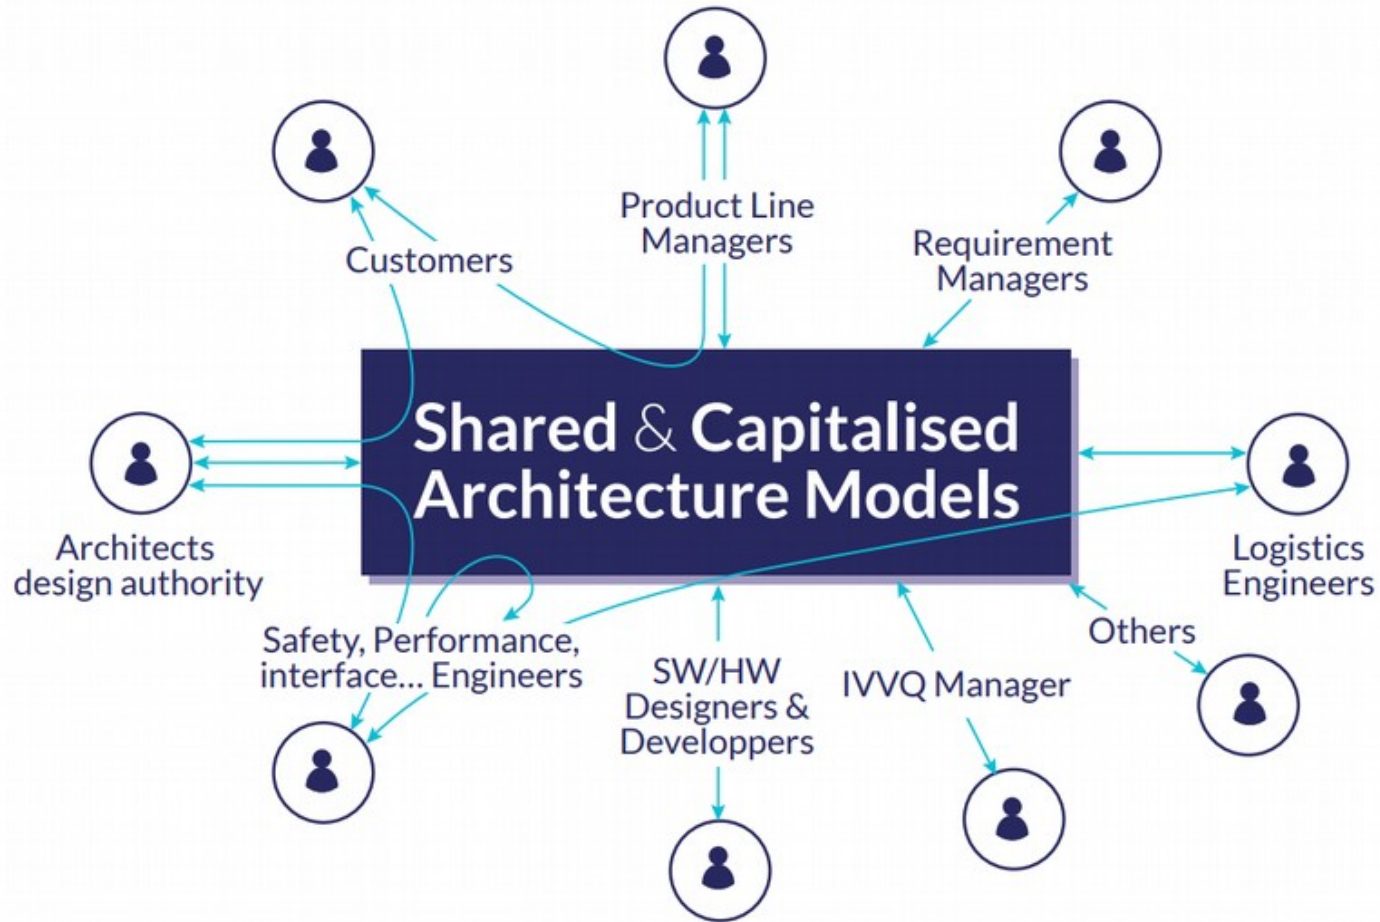 Product Line
Managers
Customers
Requirement
Managers
Shared & Capitalised
Architecture Models
Architects
design authority
Logistics
Engineers
Safety, Performance,
interface... Engineers
SW/HW
Designers &
Developpers
IVVQ Manager
Others